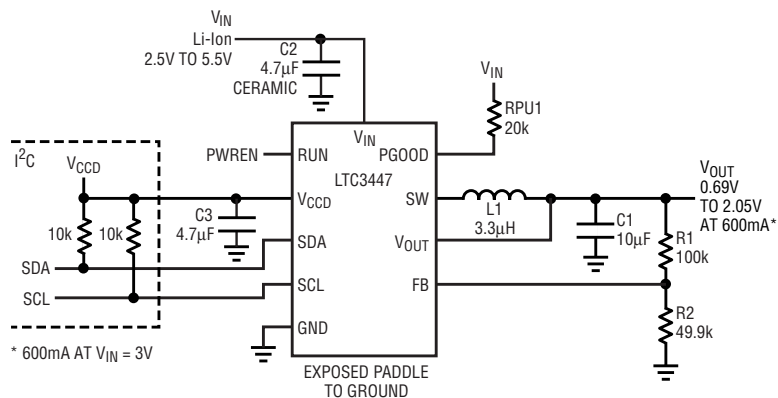 V_IN
Li-Ion
2.5V TO 5.5V
C2
4.7µF
CERAMIC
V_IN
RPU1
20k
I²C
V_CCD
10k
10k
SDA
SCL
* 600mA AT V_IN = 3V
PWREN
C3
4.7µF
V_IN
RUN
PGOOD
LTC3447
V_CCD
SW
SDA
V_OUT
SCL
FB
GND
EXPOSED PADDLE
TO GROUND
L1
3.3µH
C1
10µF
V_OUT
0.69V
TO 2.05V
AT 600mA*
R1
100k
R2
49.9k